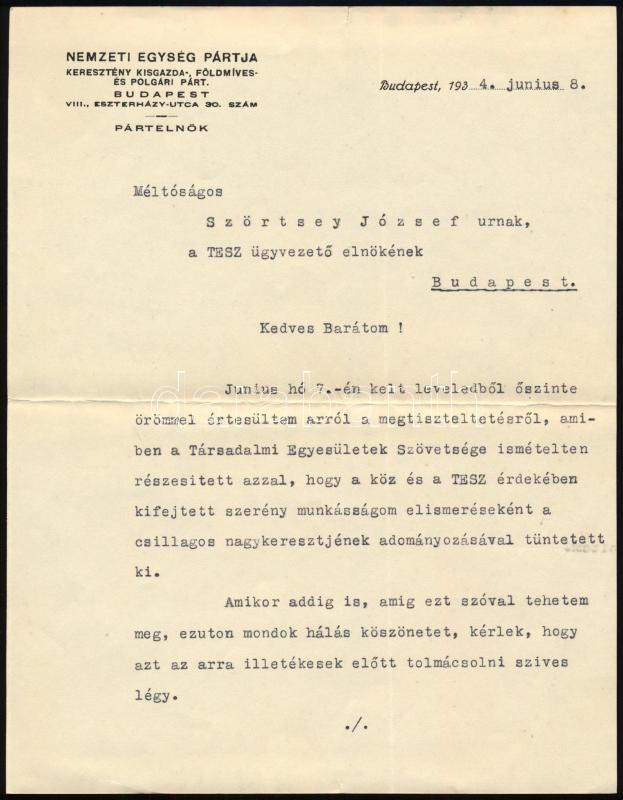 NEMZETI EGYSÉG PÁRTJA
KERESZTÉNY KISGAZDA-, FÖLDMÍVES-
ÉS POLGÁRI PÁRT.
BUDAPEST
VIII., ESZTERHÁZY-UTCA 30. SZÁM
PÁRTELNÖK
Budapest, 193 4. junius 8.
Méltóságos
Szörtsey József urnak,
a TESZ ügyvezető elnökének
Budapest.
Kedves Barátom !
Junius hó 7.-én kelt leveledből őszinte
örömmel értesültem arról a megtiszteltetésről, ami-
ben a Társadalmi Egyesületek Szövetsége ismételten
részesitett azzal, hogy a köz és a TESZ érdekében
kifejtett szerény munkásságom elismeréseként a
csillagos nagykeresztjének adományozásával tüntetett
ki.
Amikor addig is, amig ezt szóval tehetem
meg, ezuton mondok hálás köszönetet, kérlek, hogy
azt az arra illetékesek előtt tolmácsolni szives
légy.
./.
darabanth